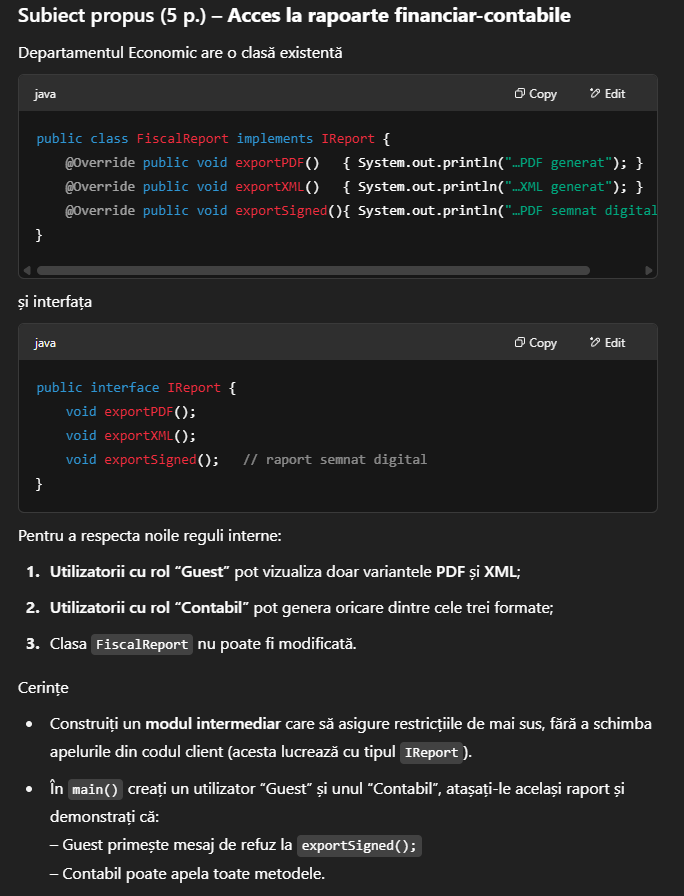 Subiect propus (5 p.) – Acces la rapoarte financiar-contabile
Departamentul Economic are o clasă existentă
java
Copy
Edit
public class FiscalReport implements IReport {
    @Override public void exportPDF()   { System.out.println("…PDF generat"); }
    @Override public void exportXML()   { System.out.println("…XML generat"); }
    @Override public void exportSigned(){ System.out.println("…PDF semnat digital
}
și interfața
java
Copy
Edit
public interface IReport {
    void exportPDF();
    void exportXML();
    void exportSigned();   // raport semnat digital
}
Pentru a respecta noile reguli interne:
1. Utilizatorii cu rol “Guest” pot vizualiza doar variantele PDF și XML;
2. Utilizatorii cu rol “Contabil” pot genera oricare dintre cele trei formate;
3. Clasa FiscalReport nu poate fi modificată.
Cerințe
• Construiți un modul intermediar care să asigure restricțiile de mai sus, fără a schimba
apelurile din codul client (acesta lucrează cu tipul IReport).
• În main() creați un utilizator “Guest” și unul “Contabil”, atașați-le același raport și
demonstrați că:
– Guest primește mesaj de refuz la exportSigned();
– Contabil poate apela toate metodele.